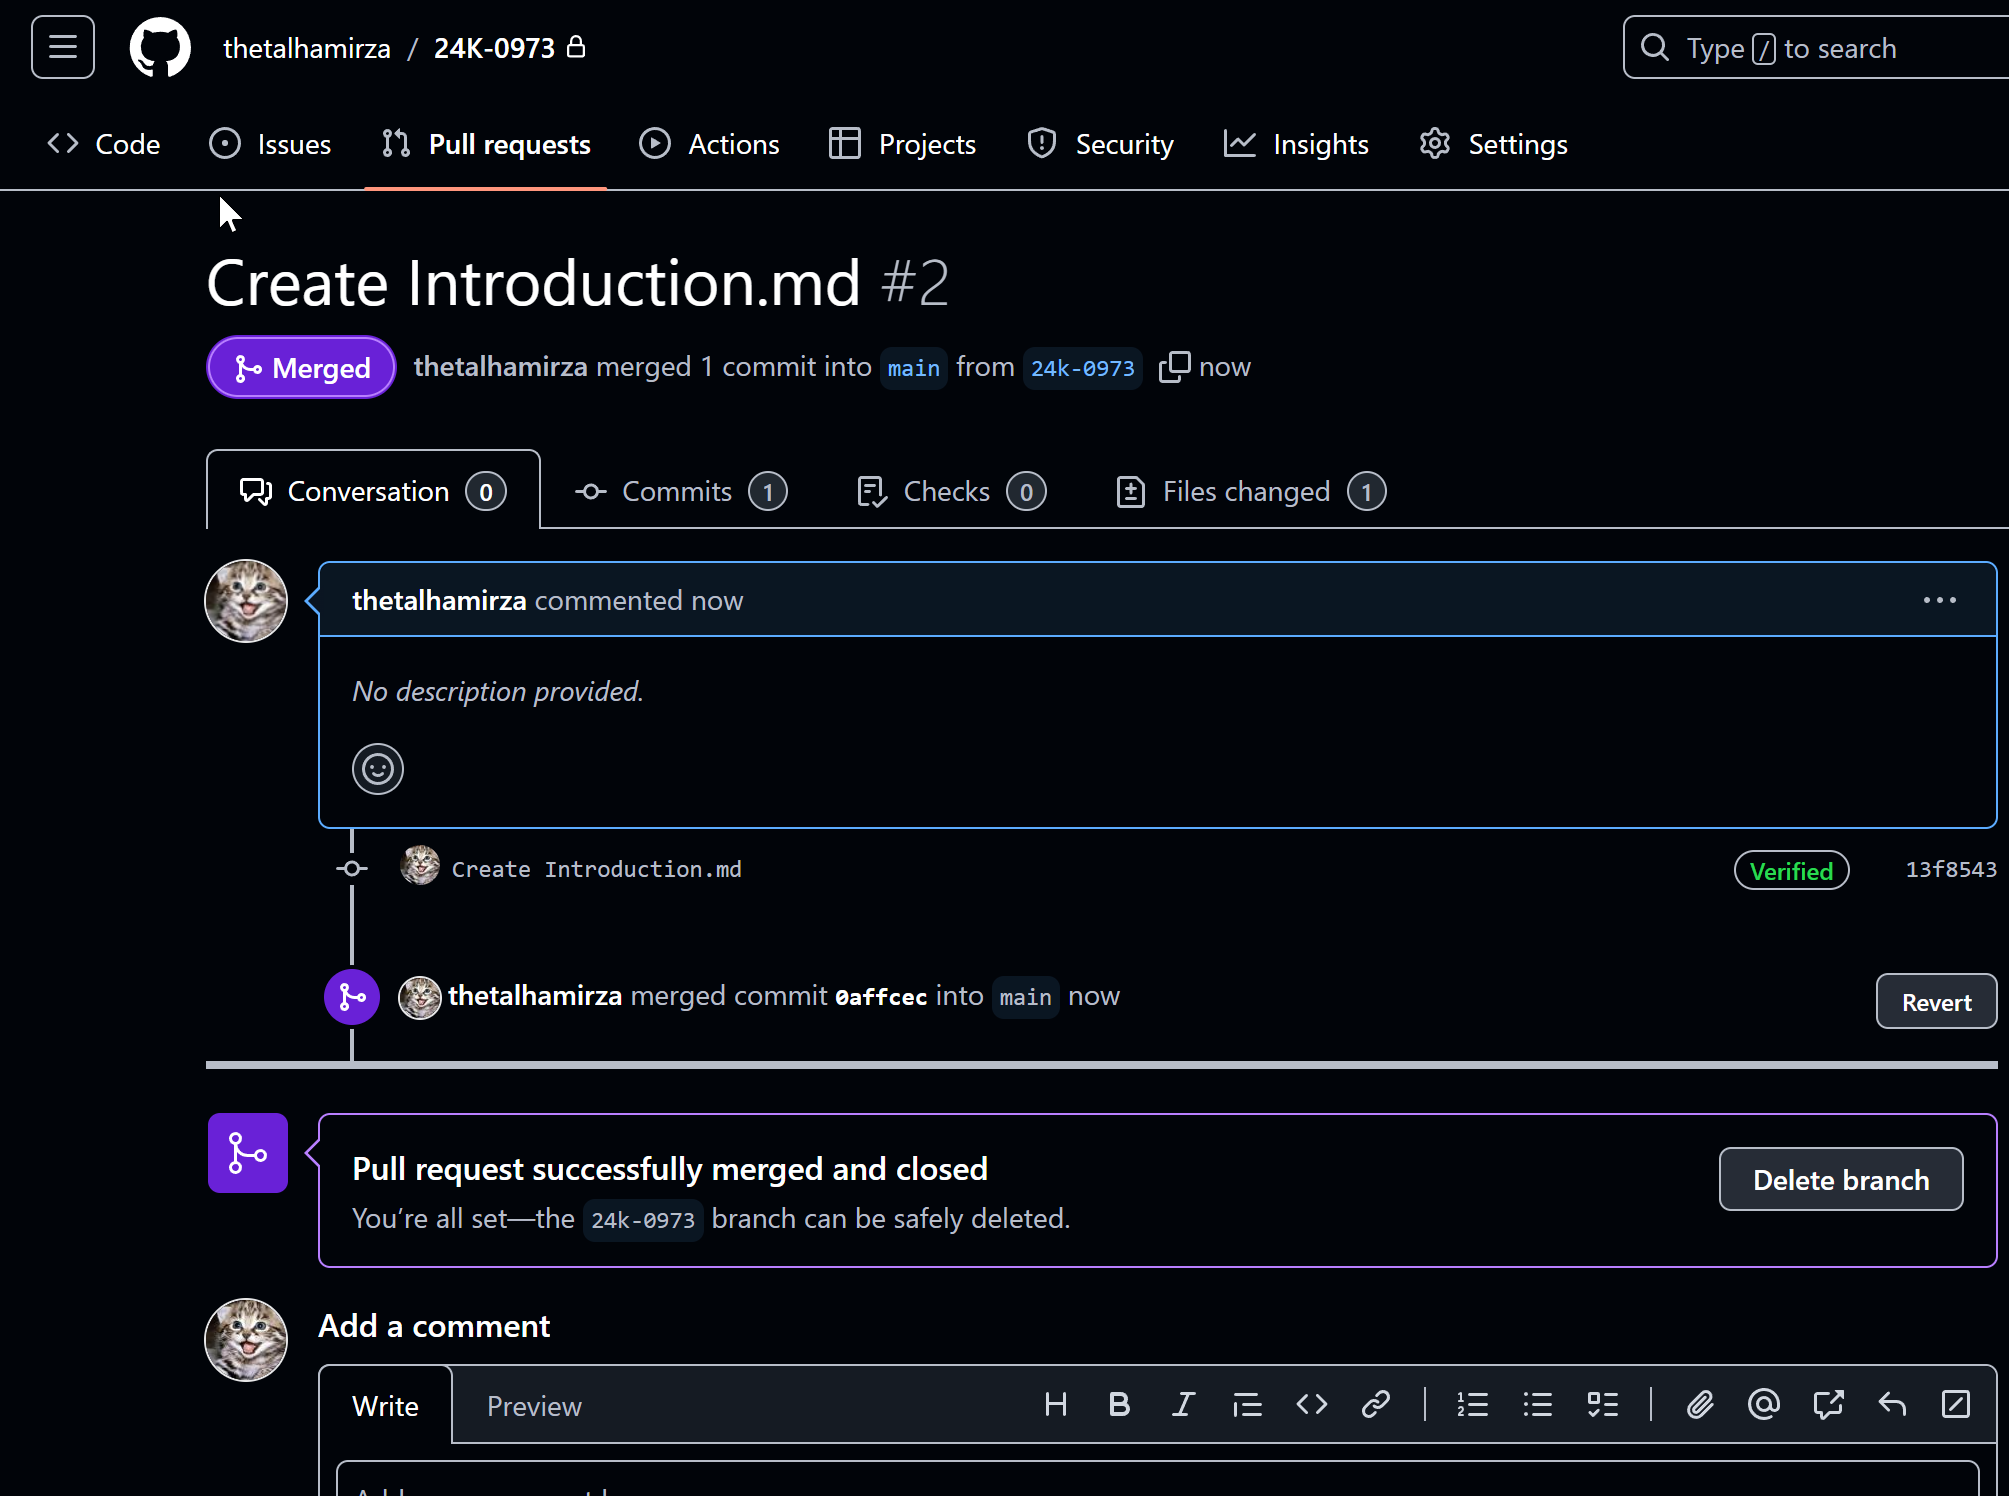 thetalhamirza / 24K-0973
Type / to search
Code Issues Pull requests Actions Projects Security Insights Settings
Create Introduction.md #2
Merged thetalhamirza merged 1 commit into main from 24k-0973 now
Conversation 0 Commits 1 Checks 0 Files changed 1
thetalhamirza commented now
No description provided.
Create Introduction.md Verified 13f8543
thetalhamirza merged commit 0affcec into main now Revert
Pull request successfully merged and closed
Delete branch
You’re all set—the 24k-0973 branch can be safely deleted.
Add a comment
Write Preview